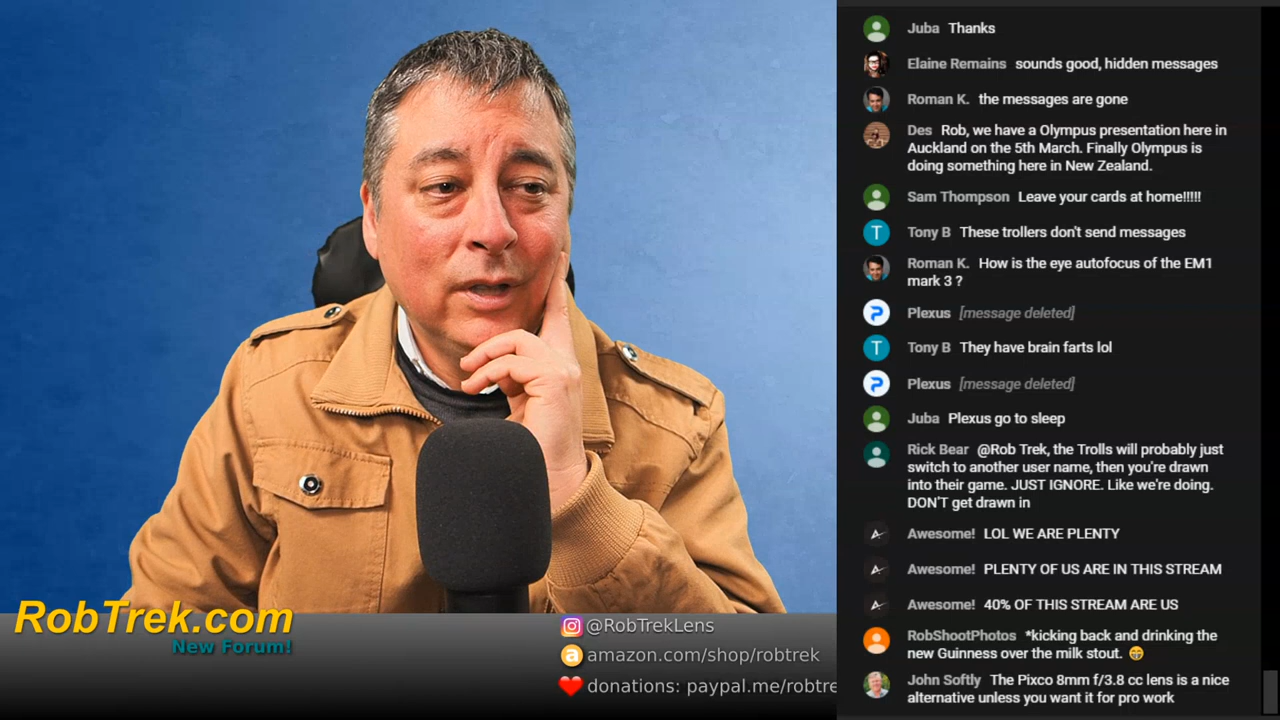 RobTrek.com
New Forum!
@RobTrekLens
amazon.com/shop/robtrek
donations: paypal.me/robtre
Juba Thanks
Elaine Remains sounds good, hidden messages
Roman K. the messages are gone
Des Rob, we have a Olympus presentation here in
Auckland on the 5th March. Finally Olympus is
doing something here in New Zealand.
Sam Thompson Leave your cards at home!!!!!
T Tony B These trollers don't send messages
Roman K. How is the eye autofocus of the EM1
mark 3 ?
Plexus [message deleted]
T Tony B They have brain farts lol
Plexus [message deleted]
Juba Plexus go to sleep
Rick Bear @Rob Trek, the Trolls will probably just
switch to another user name, then you're drawn
into their game. JUST IGNORE. Like we're doing.
DON'T get drawn in
Awesome! LOL WE ARE PLENTY
Awesome! PLENTY OF US ARE IN THIS STREAM
Awesome! 40% OF THIS STREAM ARE US
RobShootPhotos *kicking back and drinking the
new Guinness over the milk stout. 😁
John Softly The Pixco 8mm f/3.8 cc lens is a nice
alternative unless you want it for pro work